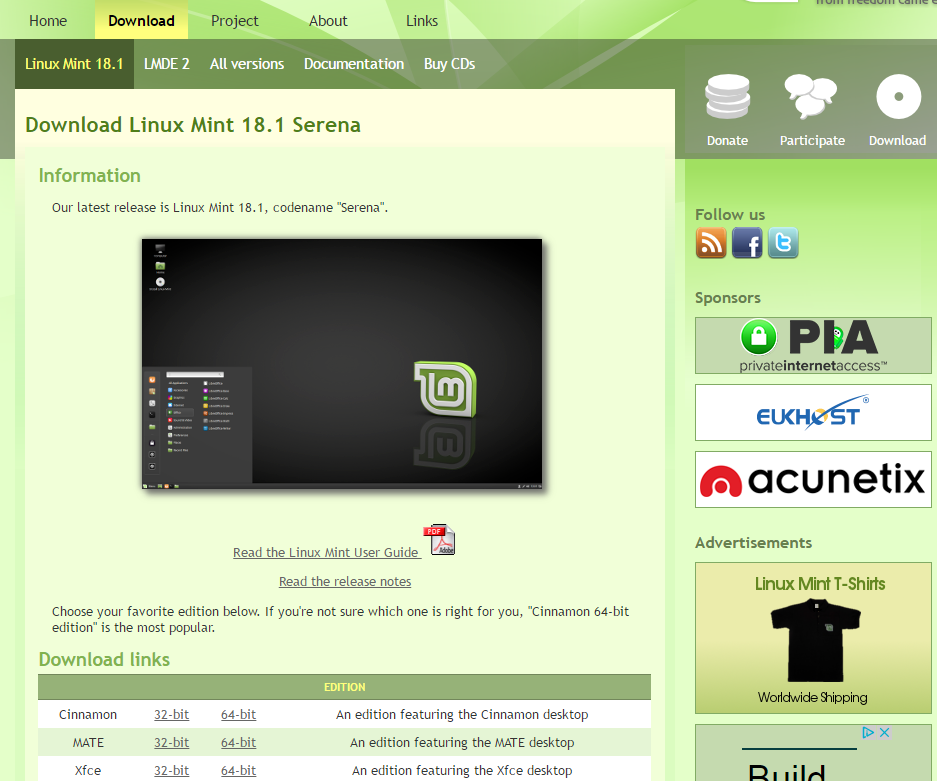 from freedom came e
Home Download Project About Links
Linux Mint 18.1 LMDE 2 All versions Documentation Buy CDs
Donate Participate Download
Download Linux Mint 18.1 Serena
Information
Our latest release is Linux Mint 18.1, codename "Serena".
Read the Linux Mint User Guide
PDF
Adobe
Read the release notes
Choose your favorite edition below. If you're not sure which one is right for you, "Cinnamon 64-bit
edition" is the most popular.
Download links
EDITION
Cinnamon 32-bit 64-bit An edition featuring the Cinnamon desktop
MATE 32-bit 64-bit An edition featuring the MATE desktop
Xfce 32-bit 64-bit An edition featuring the Xfce desktop
Follow us
Sponsors
PIA
privateinternetaccess™
EUKHOST®
acunetix
Advertisements
Linux Mint T-Shirts
Worldwide Shipping
Build